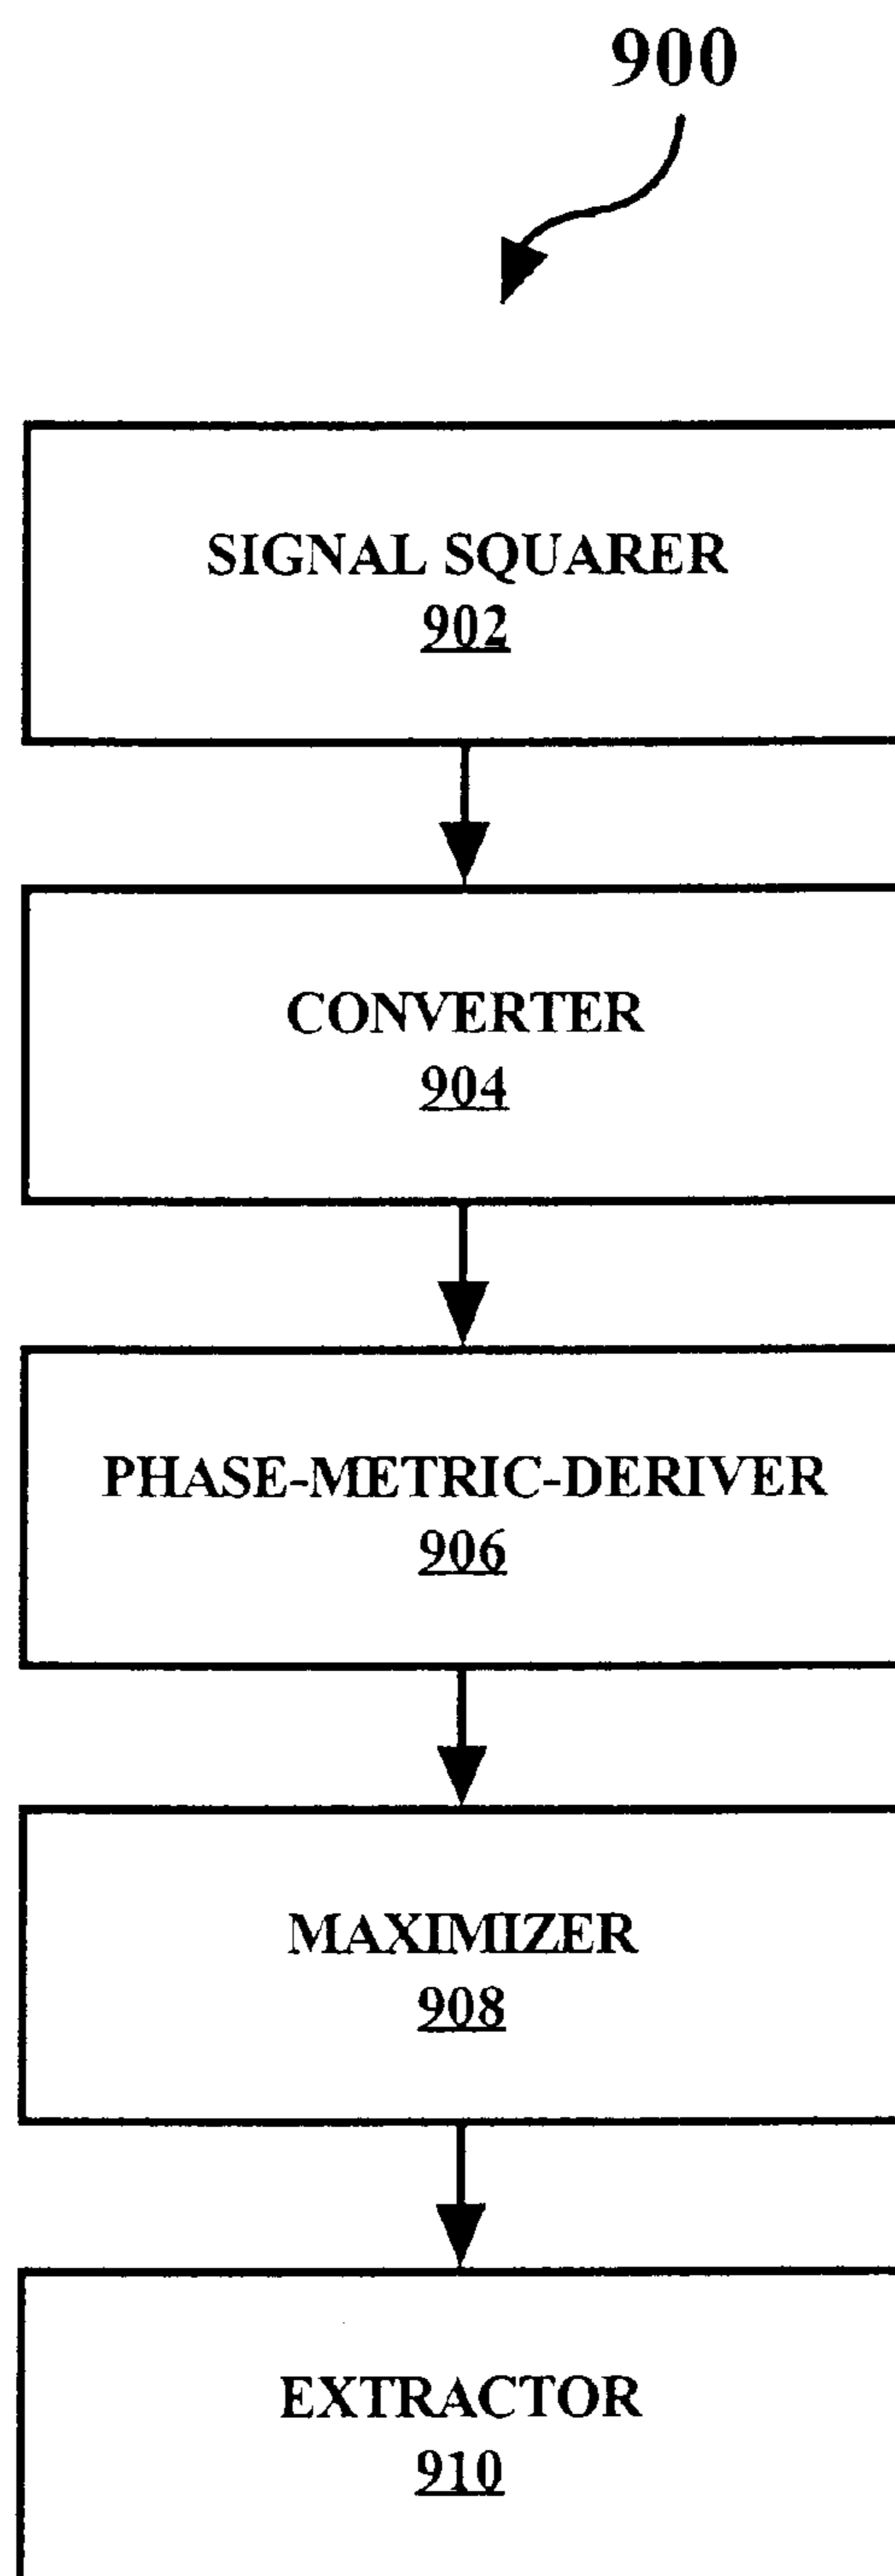 900
SIGNAL SQUARER
902
CONVERTER
904
PHASE-METRIC-DERIVER
906
MAXIMIZER
908
EXTRACTOR
910